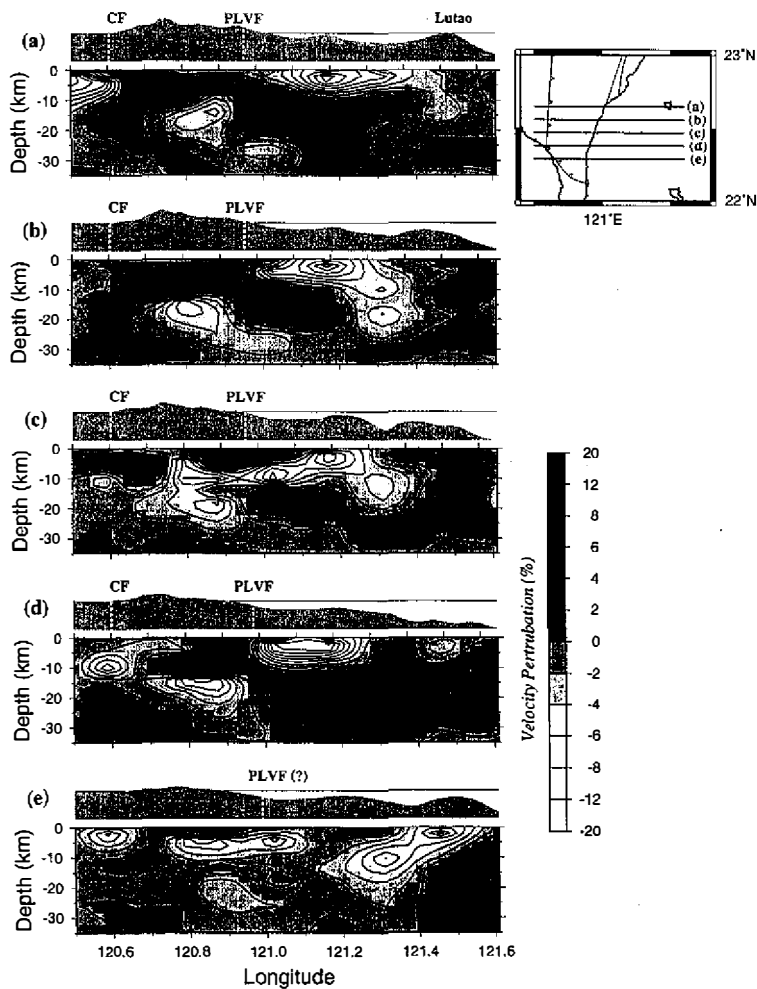 CF PLVF Lutao
(a)
Depth (km)
0
-10
-20
-30
23°N
(a)
(b)
(c)
(d)
(e)
22°N
121°E
CF PLVF
(b)
Depth (km)
0
-10
-20
-30
CF PLVF
(c)
Depth (km)
0
-10
-20
-30
CF PLVF
(d)
Depth (km)
0
-10
-20
-30
PLVF (?)
(e)
Depth (km)
0
-10
-20
-30
120.6 120.8 121.0 121.2 121.4 121.6
Longitude
Velocity Pertrubation (%)
20
12
8
6
4
2
0
-2
-4
-6
-8
-12
-20